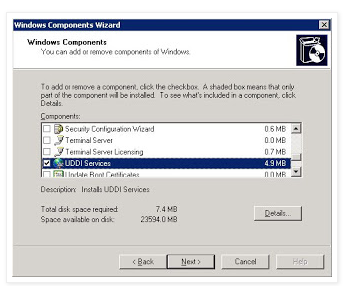 Windows Components Wizard
Windows Components
You can add or remove components of Windows.
To add or remove a component, click the checkbox. A shaded box means that only
part of the component will be installed. To see what's included in a component, click
Details.
Components:
Security Configuration Wizard 0.6 MB
Terminal Server 0.0 MB
Terminal Server Licensing 0.7 MB
UDDI Services 4.9 MB
Update Root Certificates 0.0 MB
Description: Installs UDDI Services
Total disk space required: 7.4 MB
Space available on disk: 23594.0 MB
Details...
< Back
Next >
Cancel
Help